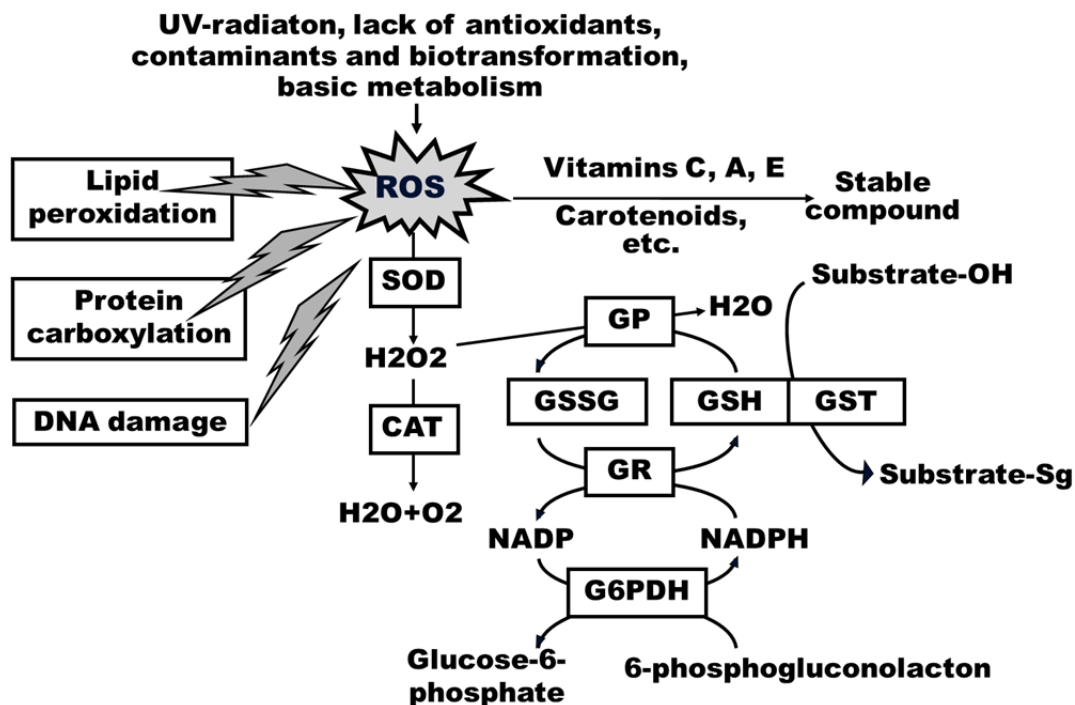 UV-radiaton, lack of antioxidants,
contaminants and biotransformation,
basic metabolism
Lipid
peroxidation
ROS
Vitamins C, A, E
Carotenoids,
etc.
Stable
compound
Protein
carboxylation
SOD
Substrate-OH
GP
H2O
H2O2
DNA damage
CAT
GSSG
GSH
GST
GR
Substrate-Sg
H2O+O2
NADP
NADPH
G6PDH
Glucose-6-
phosphate
6-phosphogluconolacton